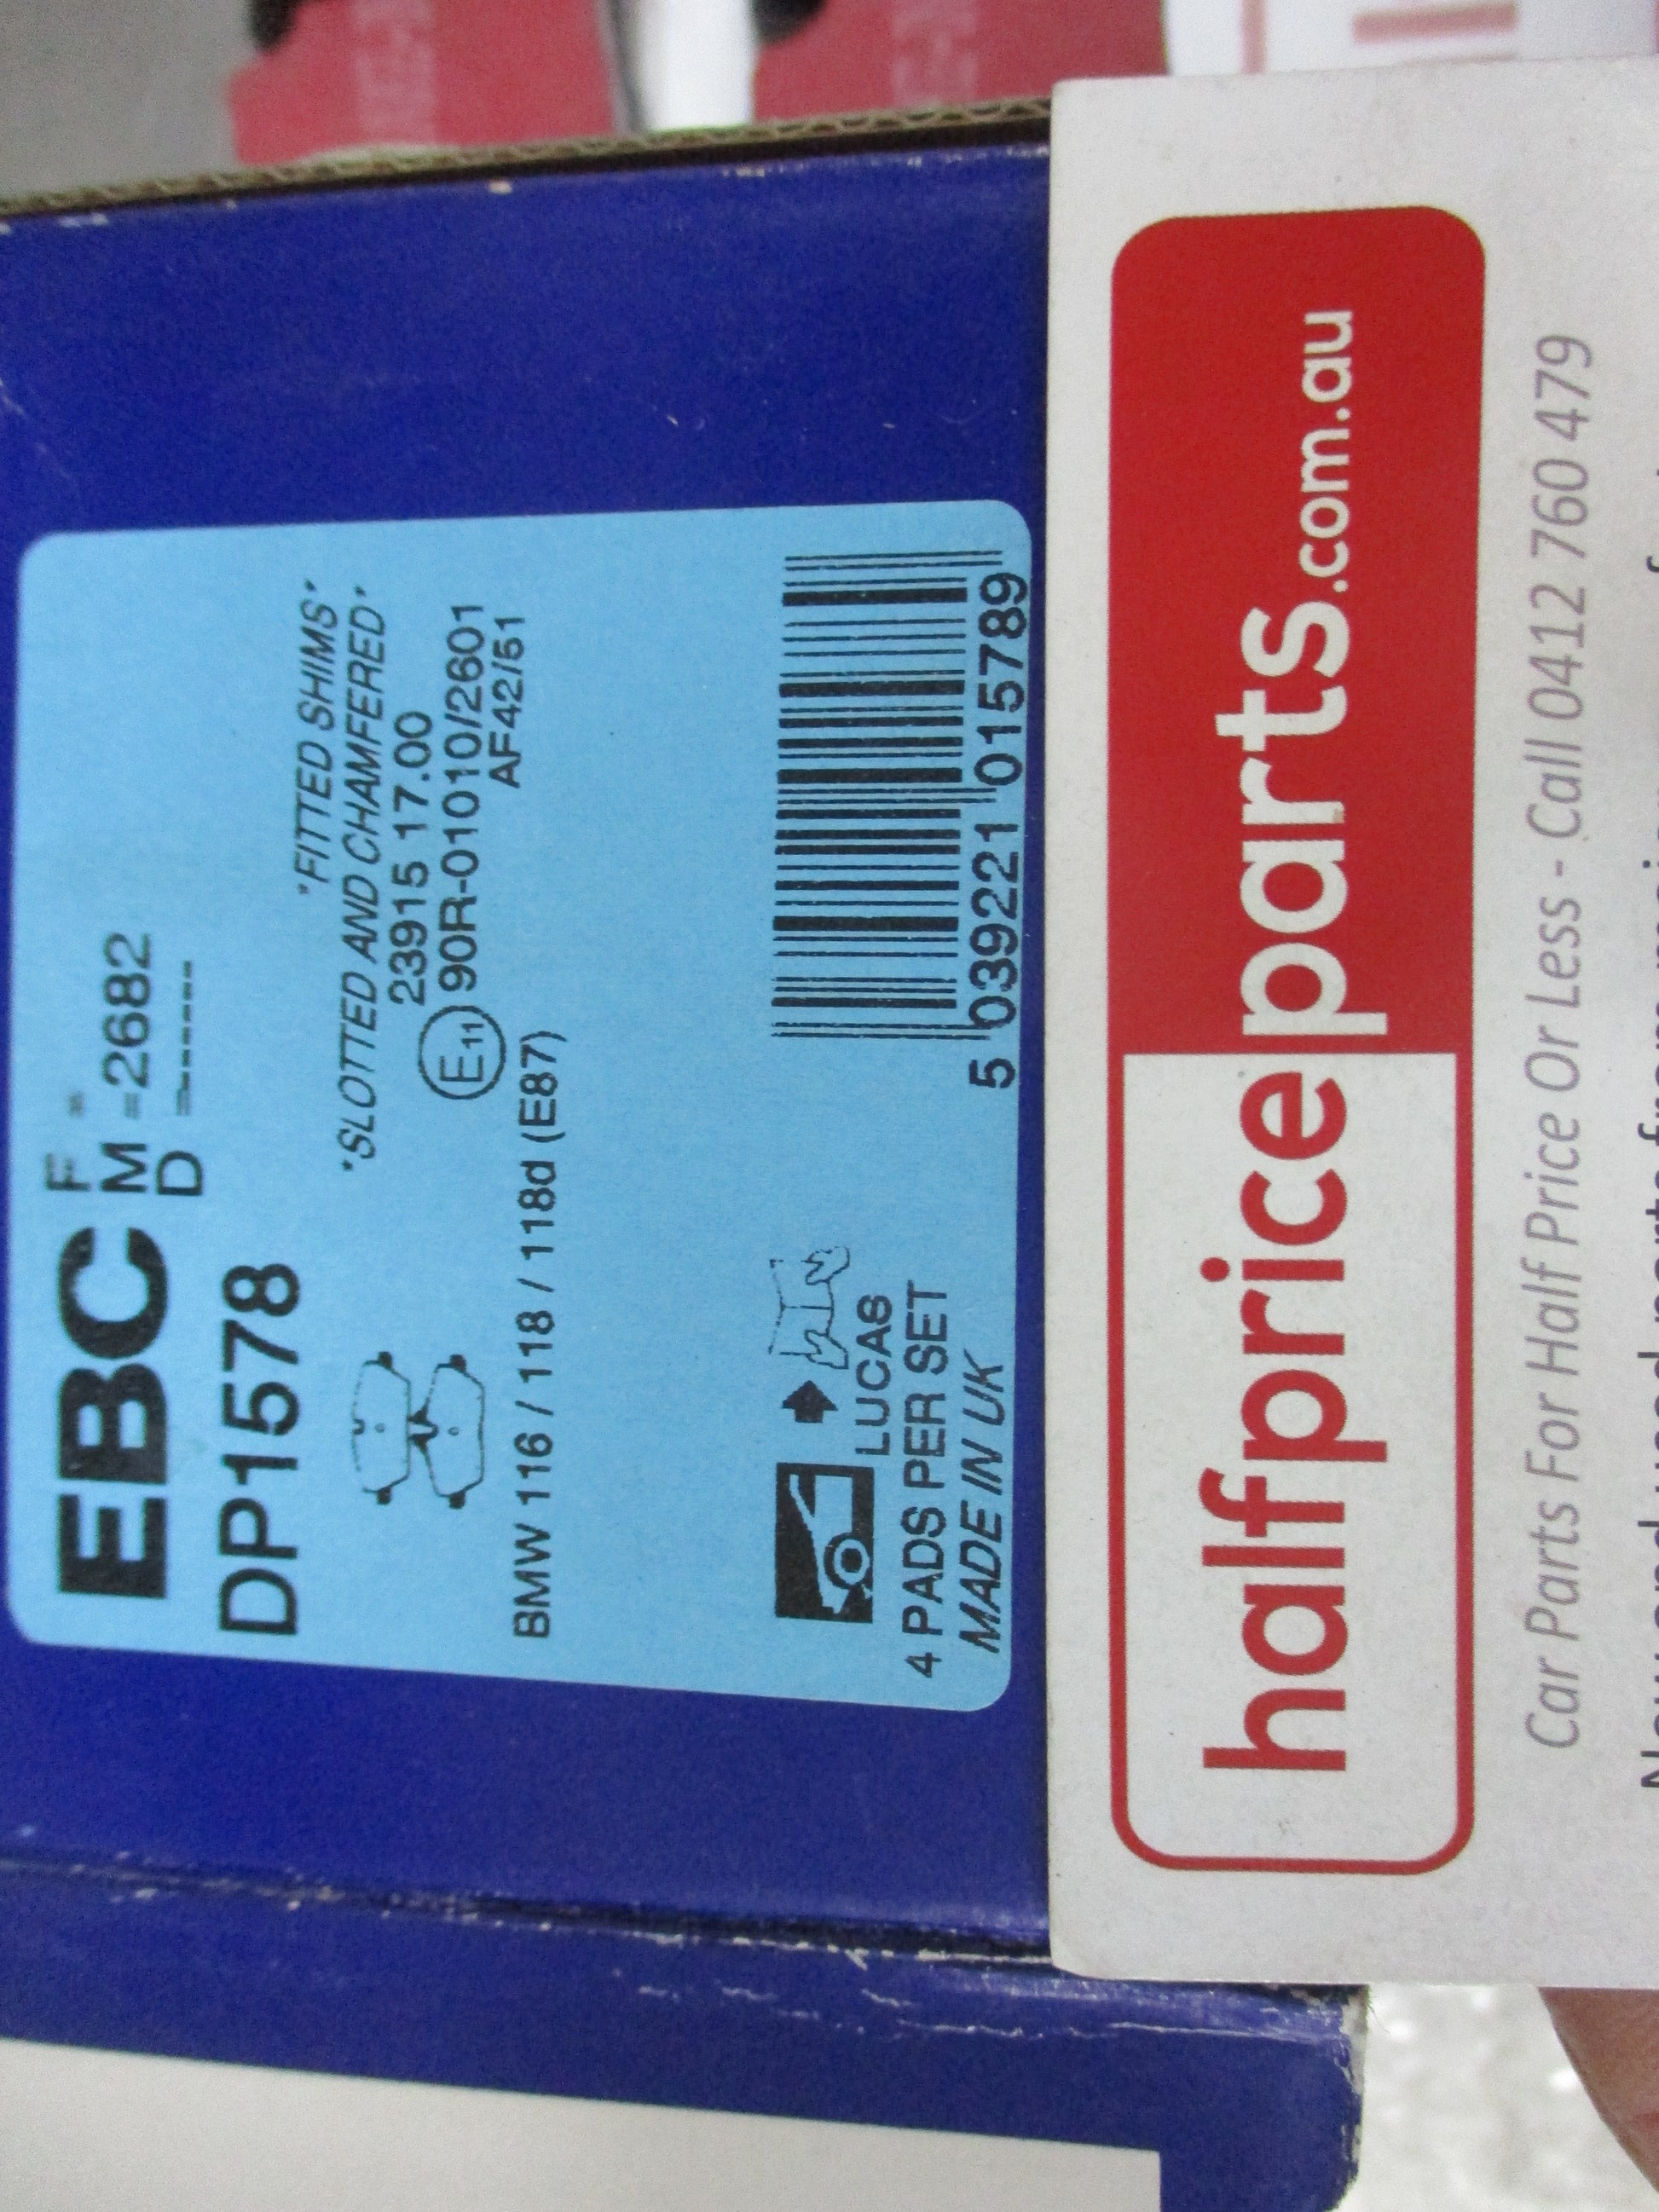 EBC
F =
M =2682
D =------
DP1578
"FITTED SHIMS"
"SLOTTED AND CHAMFERED"
23915 17.00
E11 90R-01010/2601
AF42/51
BMW 116 / 118 / 118d (E87)
LUCAS
4 PADS PER SET
MADE IN UK
5 039221 015789
halfpriceparts.com.au
Car Parts For Half Price Or Less - Call 0412 760 479